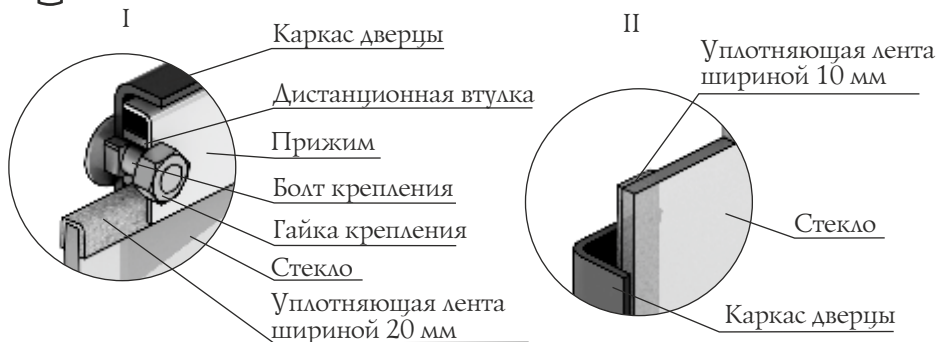 I
Каркас дверцы
Дистанционная втулка
Прижим
Болт крепления
Гайка крепления
Стекло
Уплотняющая лента
шириной 20 мм
II
Уплотняющая лента
шириной 10 мм
Стекло
Каркас дверцы